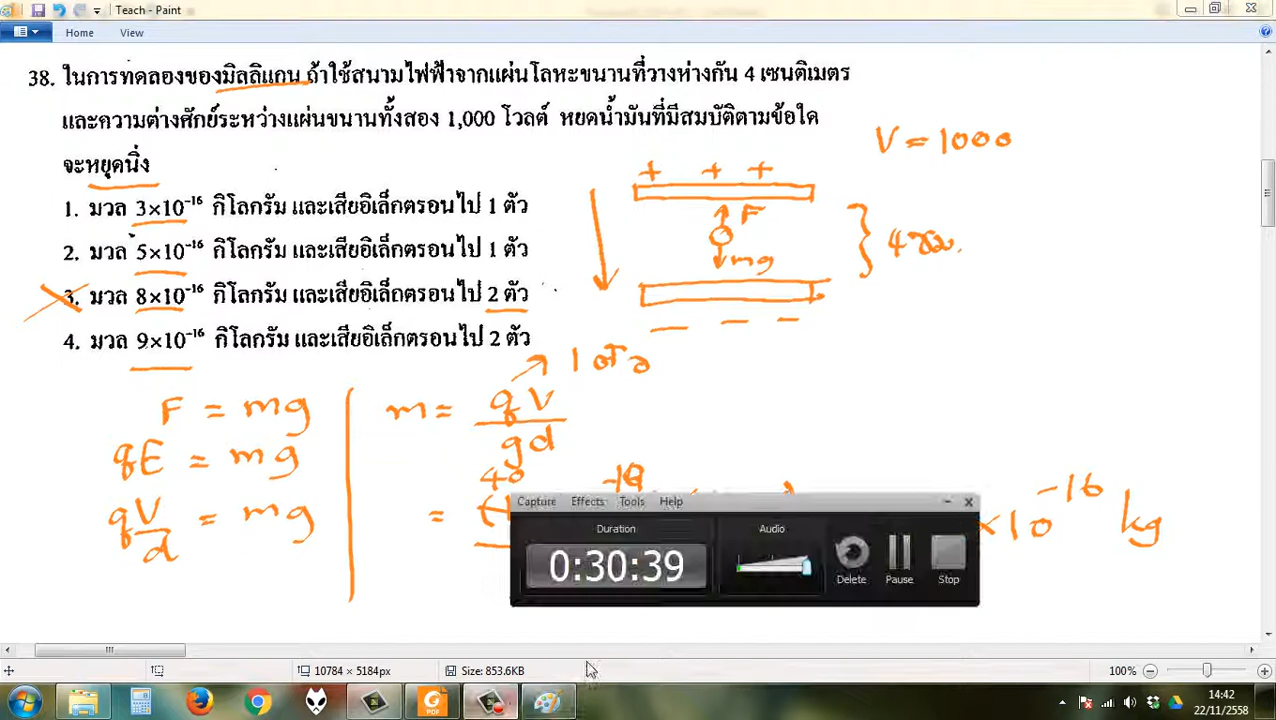 Teach - Paint
Home View
38. ในการทดลองของมิลลิแกน ถ้าใช้สนามไฟฟ้าจากแผ่นโลหะขนานที่วางห่างกัน 4 เซนติเมตร
และความต่างศักย์ระหว่างแผ่นขนานทั้งสอง 1,000 โวลต์ หยดน้ำมันที่มีสมบัติตามข้อใด
จะหยุดนิ่ง
V = 1000
+ + +
1. มวล 3×10⁻¹⁶ กิโลกรัม และเสียอิเล็กตรอนไป 1 ตัว
F
2. มวล 5×10⁻¹⁶ กิโลกรัม และเสียอิเล็กตรอนไป 1 ตัว
mg
4 ซม.
3. มวล 8×10⁻¹⁶ กิโลกรัม และเสียอิเล็กตรอนไป 2 ตัว
4. มวล 9×10⁻¹⁶ กิโลกรัม และเสียอิเล็กตรอนไป 2 ตัว
F = mg
m = qV/gd
qE = mg
qV/d = mg
=
×10⁻¹⁶ kg
Capture Effects Tools Help
Duration Audio
0:30:39
Delete Pause Stop
10784 × 5184px Size: 853.6KB 100%
PDF
14:42
22/11/2558